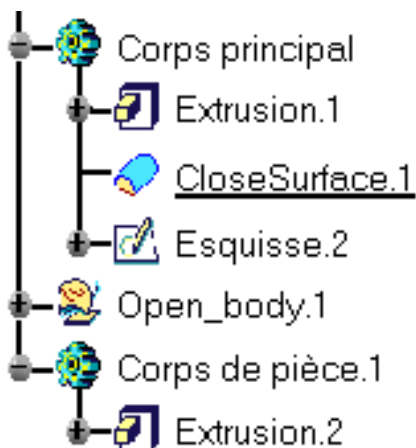 Corps principal
Extrusion.1
CloseSurface.1
Esquisse.2
Open_body.1
Corps de pièce.1
Extrusion.2